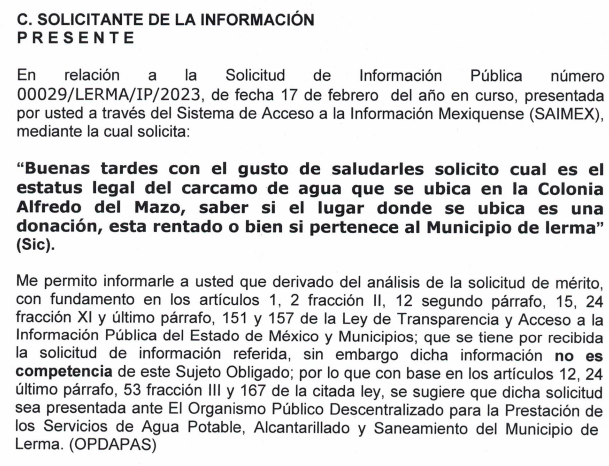 C. SOLICITANTE DE LA INFORMACIÓN
P R E S E N T E
En relación a la Solicitud de Información Pública número
00029/LERMA/IP/2023, de fecha 17 de febrero del año en curso, presentada
por usted a través del Sistema de Acceso a la Información Mexiquense (SAIMEX),
mediante la cual solicita:
“Buenas tardes con el gusto de saludarles solicito cual es el
estatus legal del carcamo de agua que se ubica en la Colonia
Alfredo del Mazo, saber si el lugar donde se ubica es una
donación, esta rentado o bien si pertenece al Municipio de lerma”
(Sic).
Me permito informarle a usted que derivado del análisis de la solicitud de mérito,
con fundamento en los artículos 1, 2 fracción II, 12 segundo párrafo, 15, 24
fracción XI y último párrafo, 151 y 157 de la Ley de Transparencia y Acceso a la
Información Pública del Estado de México y Municipios; que se tiene por recibida
la solicitud de información referida, sin embargo dicha información no es
competencia de este Sujeto Obligado; por lo que con base en los artículos 12, 24
último párrafo, 53 fracción III y 167 de la citada ley, se sugiere que dicha solicitud
sea presentada ante El Organismo Público Descentralizado para la Prestación de
los Servicios de Agua Potable, Alcantarillado y Saneamiento del Municipio de
Lerma. (OPDAPAS)